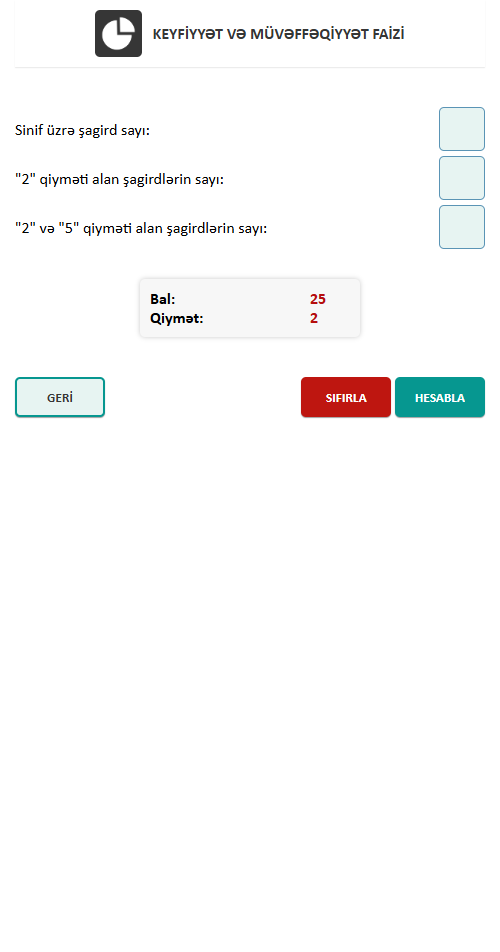 KEYFİYYƏT VƏ MÜVƏFFƏQİYYƏT FAİZİ
Sinif üzrə şagird sayı:
"2" qiyməti alan şagirdlərin sayı:
"2" və "5" qiyməti alan şagirdlərin sayı:
Bal: 25
Qiymət: 2
GERİ SIFIRLA HESABLA